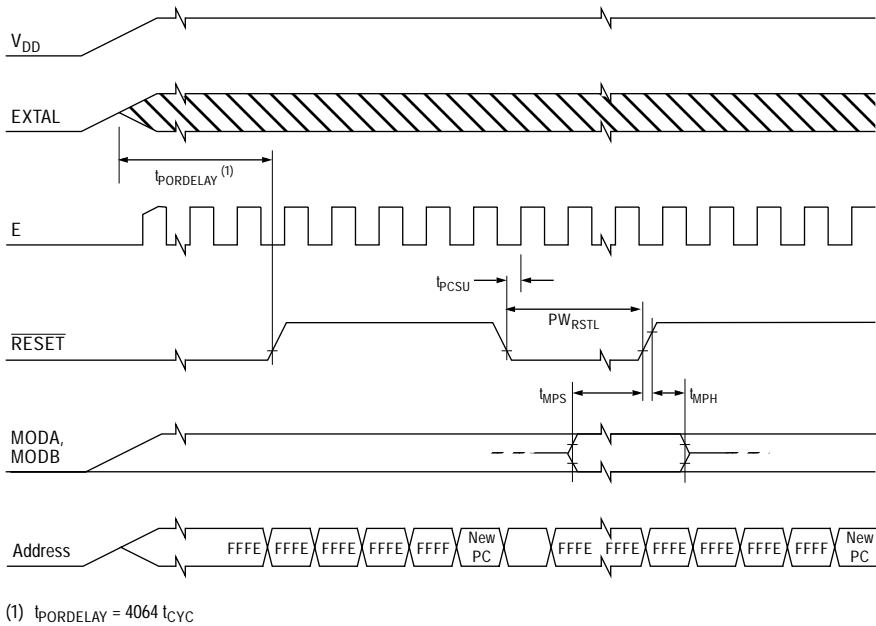 V_DD
EXTAL
t_PORDELAY (1)
E
t_PCSU
PW_RSTL
RESET
t_MPS
t_MPH
MODA,
MODB
Address
FFFE FFFE FFFE FFFE FFFF New PC FFFE FFFE FFFE FFFE FFFE FFFF New PC
(1) t_PORDELAY = 4064 t_CYC